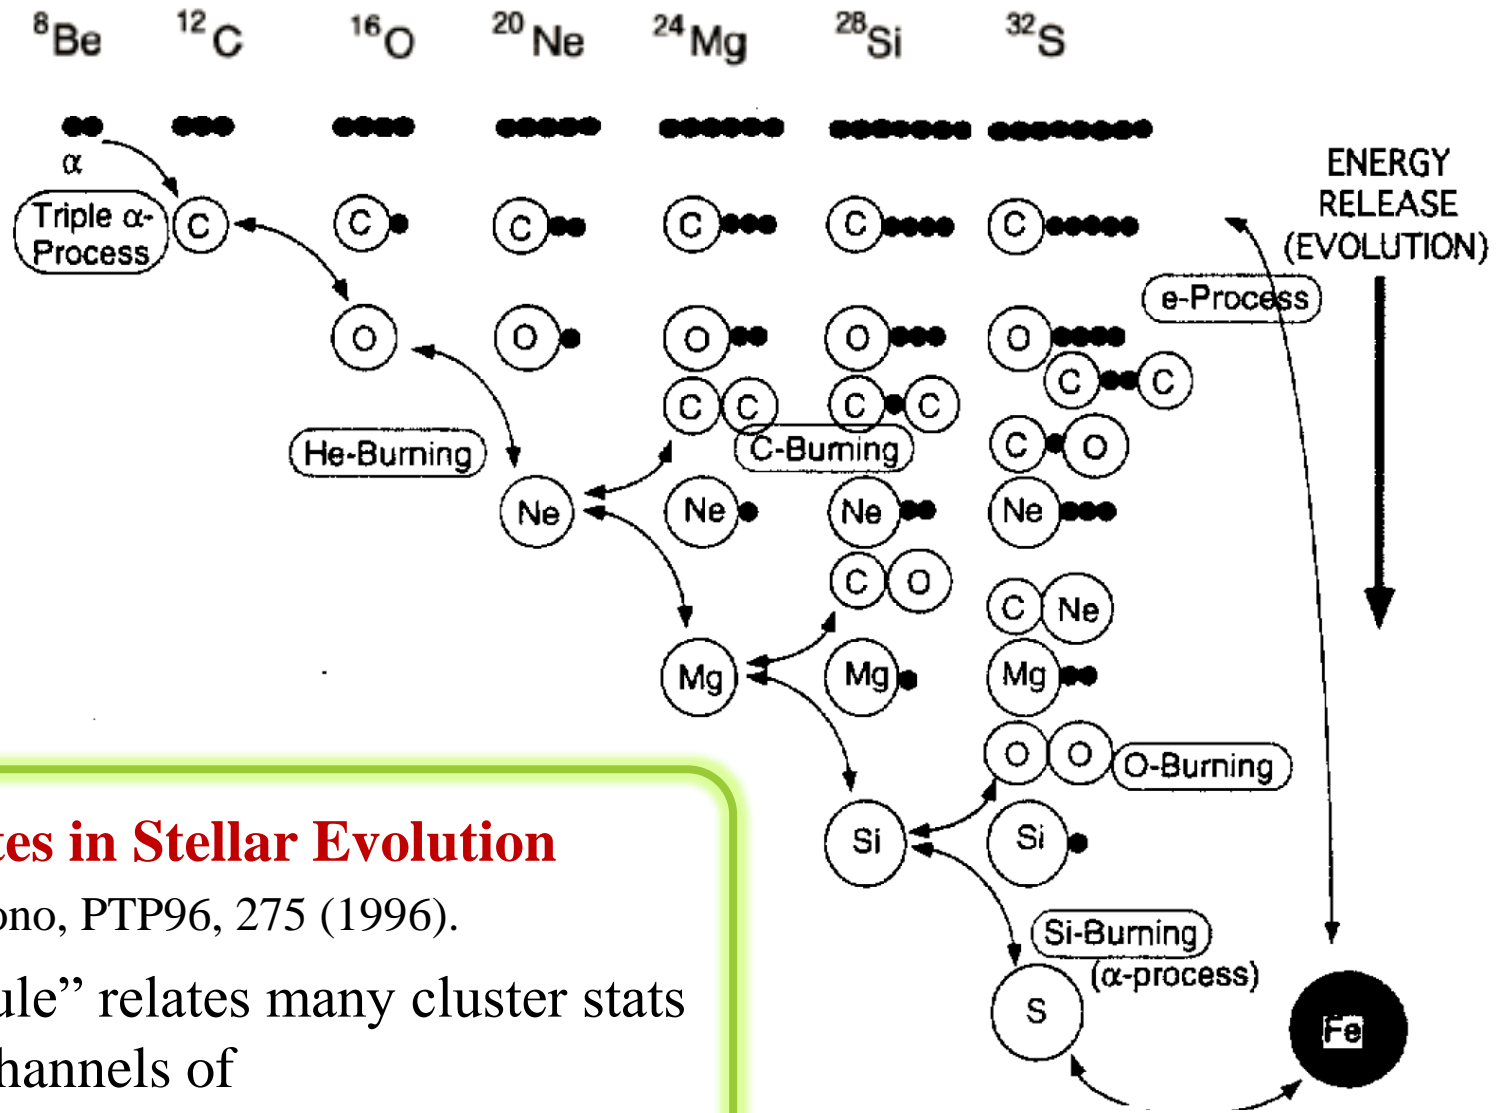 ⁸Be ¹²C ¹⁶O ²⁰Ne ²⁴Mg ²⁸Si ³²S
α
ENERGY
RELEASE
(EVOLUTION)
Triple α-
Process
C C C C C C
e-Process
O O O O O
C C
C C C C
He-Burning
C-Burning
C O
Ne Ne Ne Ne
C O
C Ne
Mg Mg Mg
O O
O-Burning
Si Si
Si-Burning
(α-process)
S
Fe
tes in Stellar Evolution
ono, PTP96, 275 (1996).
ule” relates many cluster stats
hannels of